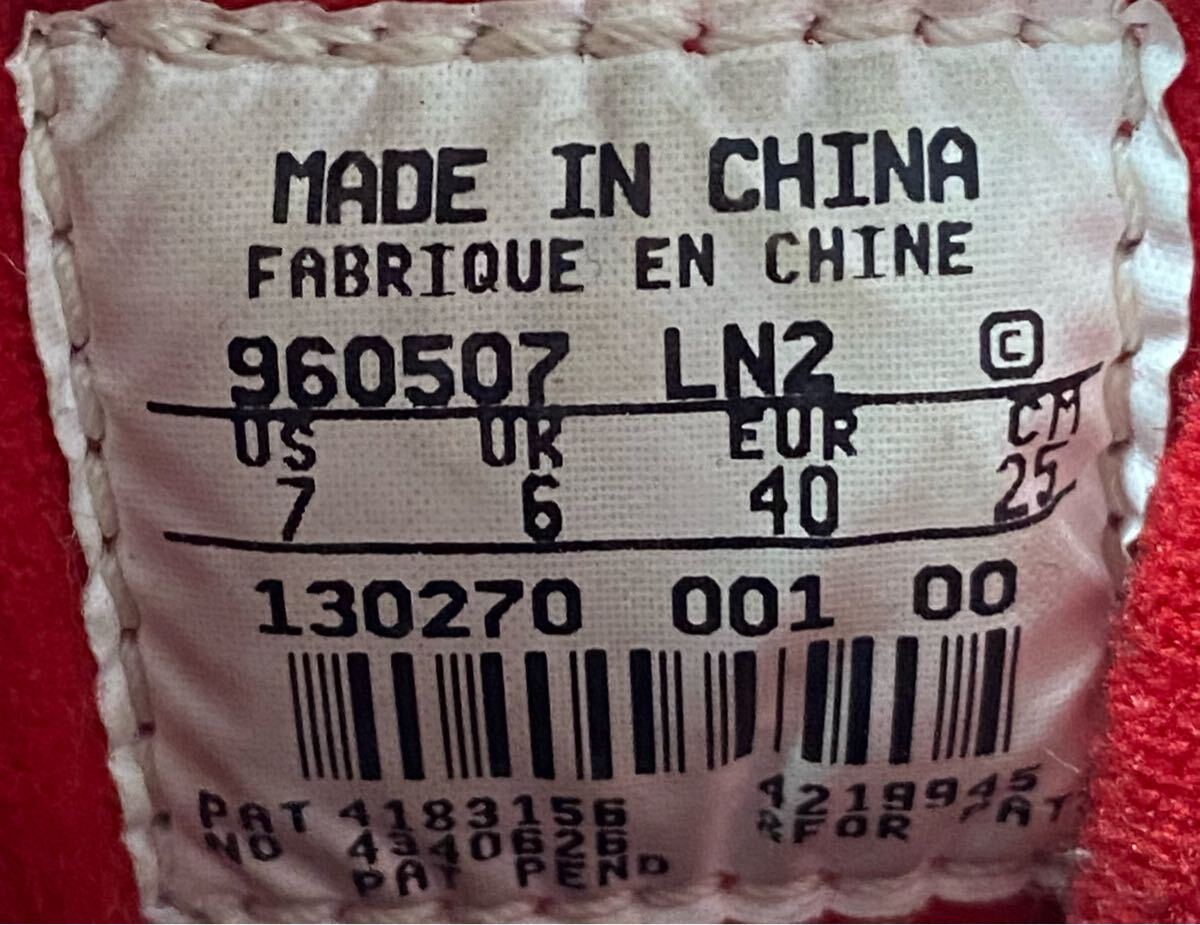 MADE IN CHINA
FABRIQUE EN CHINE
960507 LN2 ©
US UK EUR CM
7 6 40 25
130270 001 00
PAT 4183156 4219945
NO 4340626 R FOR PAT
PAT PEND